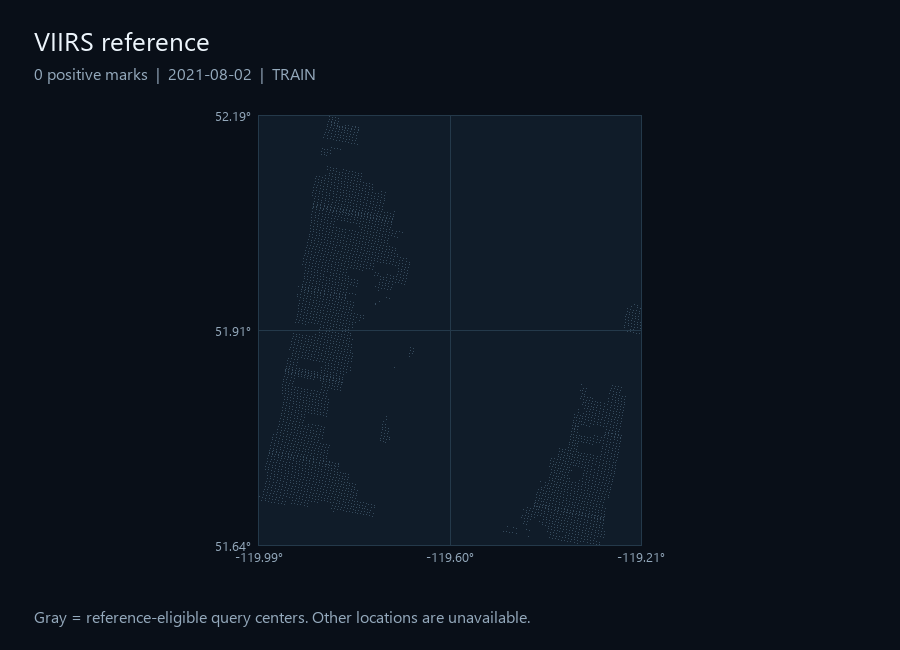 VIIRS reference
0 positive marks | 2021-08-02 | TRAIN
52.19°
51.91°
51.64°
-119.99°
-119.60°
-119.21°
Gray = reference-eligible query centers. Other locations are unavailable.